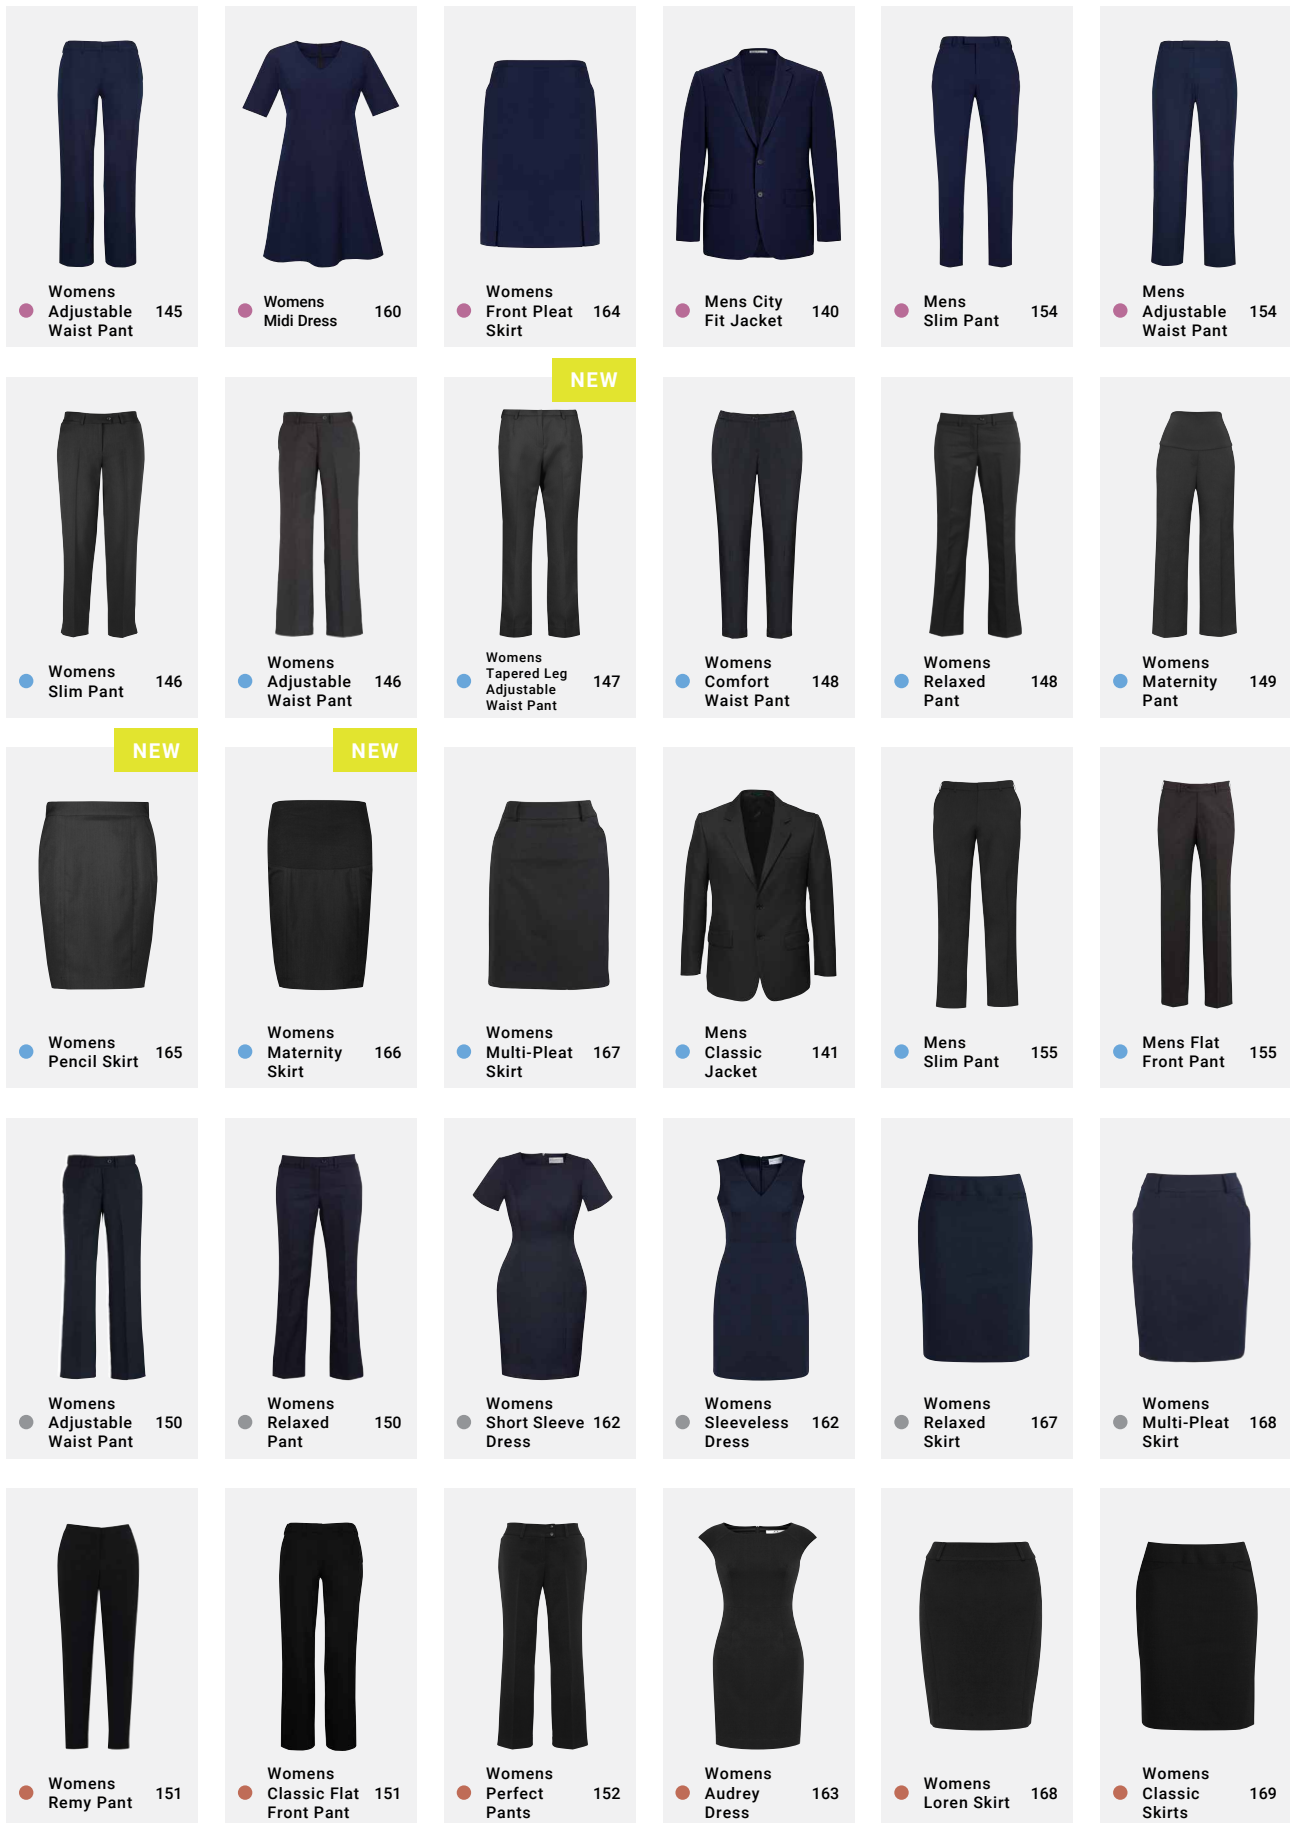 Womens
Adjustable
Waist Pant
145
Womens
Midi Dress
160
Womens
Front Pleat
Skirt
164
Mens City
Fit Jacket
140
Mens
Slim Pant
154
Mens
Adjustable
Waist Pant
154
Womens
Slim Pant
146
Womens
Adjustable
Waist Pant
146
NEW
Womens
Tapered Leg
Adjustable
Waist Pant
147
Womens
Comfort
Waist Pant
148
Womens
Relaxed
Pant
148
Womens
Maternity
Pant
149
NEW
Womens
Pencil Skirt
165
NEW
Womens
Maternity
Skirt
166
Womens
Multi-Pleat
Skirt
167
Mens
Classic
Jacket
141
Mens
Slim Pant
155
Mens Flat
Front Pant
155
Womens
Adjustable
Waist Pant
150
Womens
Relaxed
Pant
150
Womens
Short Sleeve
Dress
162
Womens
Sleeveless
Dress
162
Womens
Relaxed
Skirt
167
Womens
Multi-Pleat
Skirt
168
Womens
Remy Pant
151
Womens
Classic Flat
Front Pant
151
Womens
Perfect
Pants
152
Womens
Audrey
Dress
163
Womens
Loren Skirt
168
Womens
Classic
Skirts
169